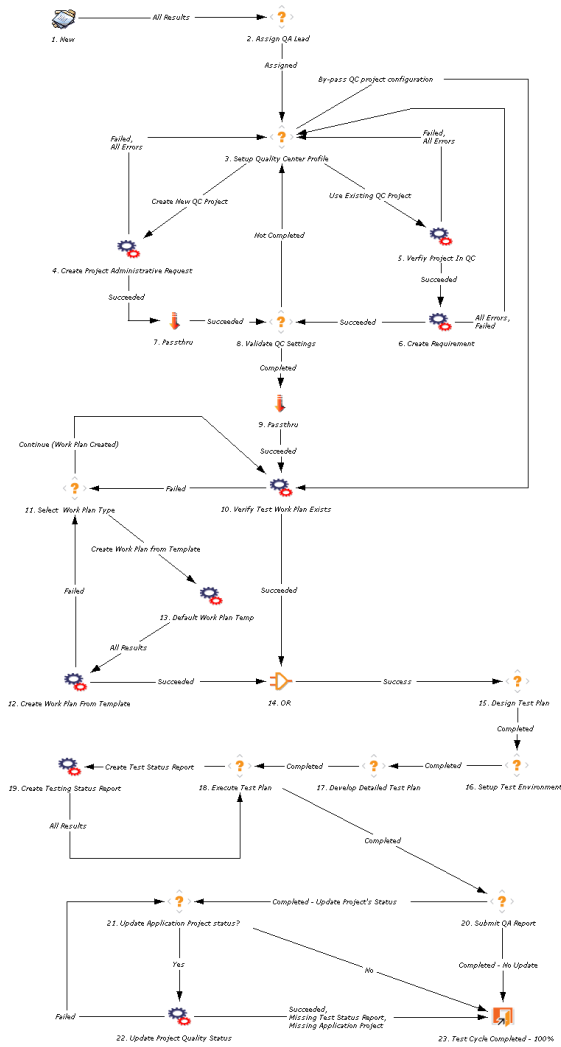 All Results
1. New
2. Assign QA Lead
Assigned
By-pass QC project configuration
Failed,
All Errors
Failed,
All Errors
3. Setup Quality Center Profile
Create New QC Project
Use Existing QC Project
Not Completed
4. Create Project Administrative Request
5. Verfiy Project In QC
Succeeded
Succeeded
Succeeded
Succeeded
All Errors,
Failed
7. Passthru
8. Validate QC Settings
6. Create Requirement
Completed
9. Passthru
Succeeded
Continue (Work Plan Created)
Failed
11. Select Work Plan Type
10. Verify Test Work Plan Exists
Create Work Plan from Template
Failed
Succeeded
13. Default Work Plan Temp
All Results
Succeeded
Success
12. Create Work Plan From Template
14. OR
15. Design Test Plan
Completed
Create Test Status Report
Completed
Completed
19. Create Testing Status Report
18. Execute Test Plan
17. Develop Detailed Test Plan
16. Setup Test Environment
All Results
Completed
Completed - Update Project's Status
21. Update Application Project status?
20. Submit QA Report
Yes
No
Completed - No Update
Failed
Succeeded,
Missing Test Status Report,
Missing Application Project
22. Update Project Quality Status
23. Test Cycle Completed - 100%